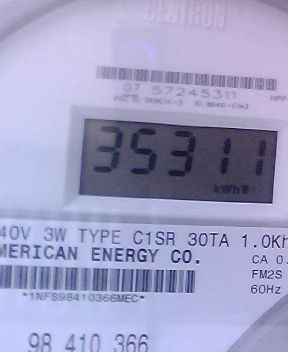 CENTRON
07 57245311
35311
kWh
40V 3W TYPE C1SR 30TA 1.0Kh
MERICAN ENERGY CO.
CA 0.
FM2S
60Hz
*1NFS98410366MEC*
98 410 366